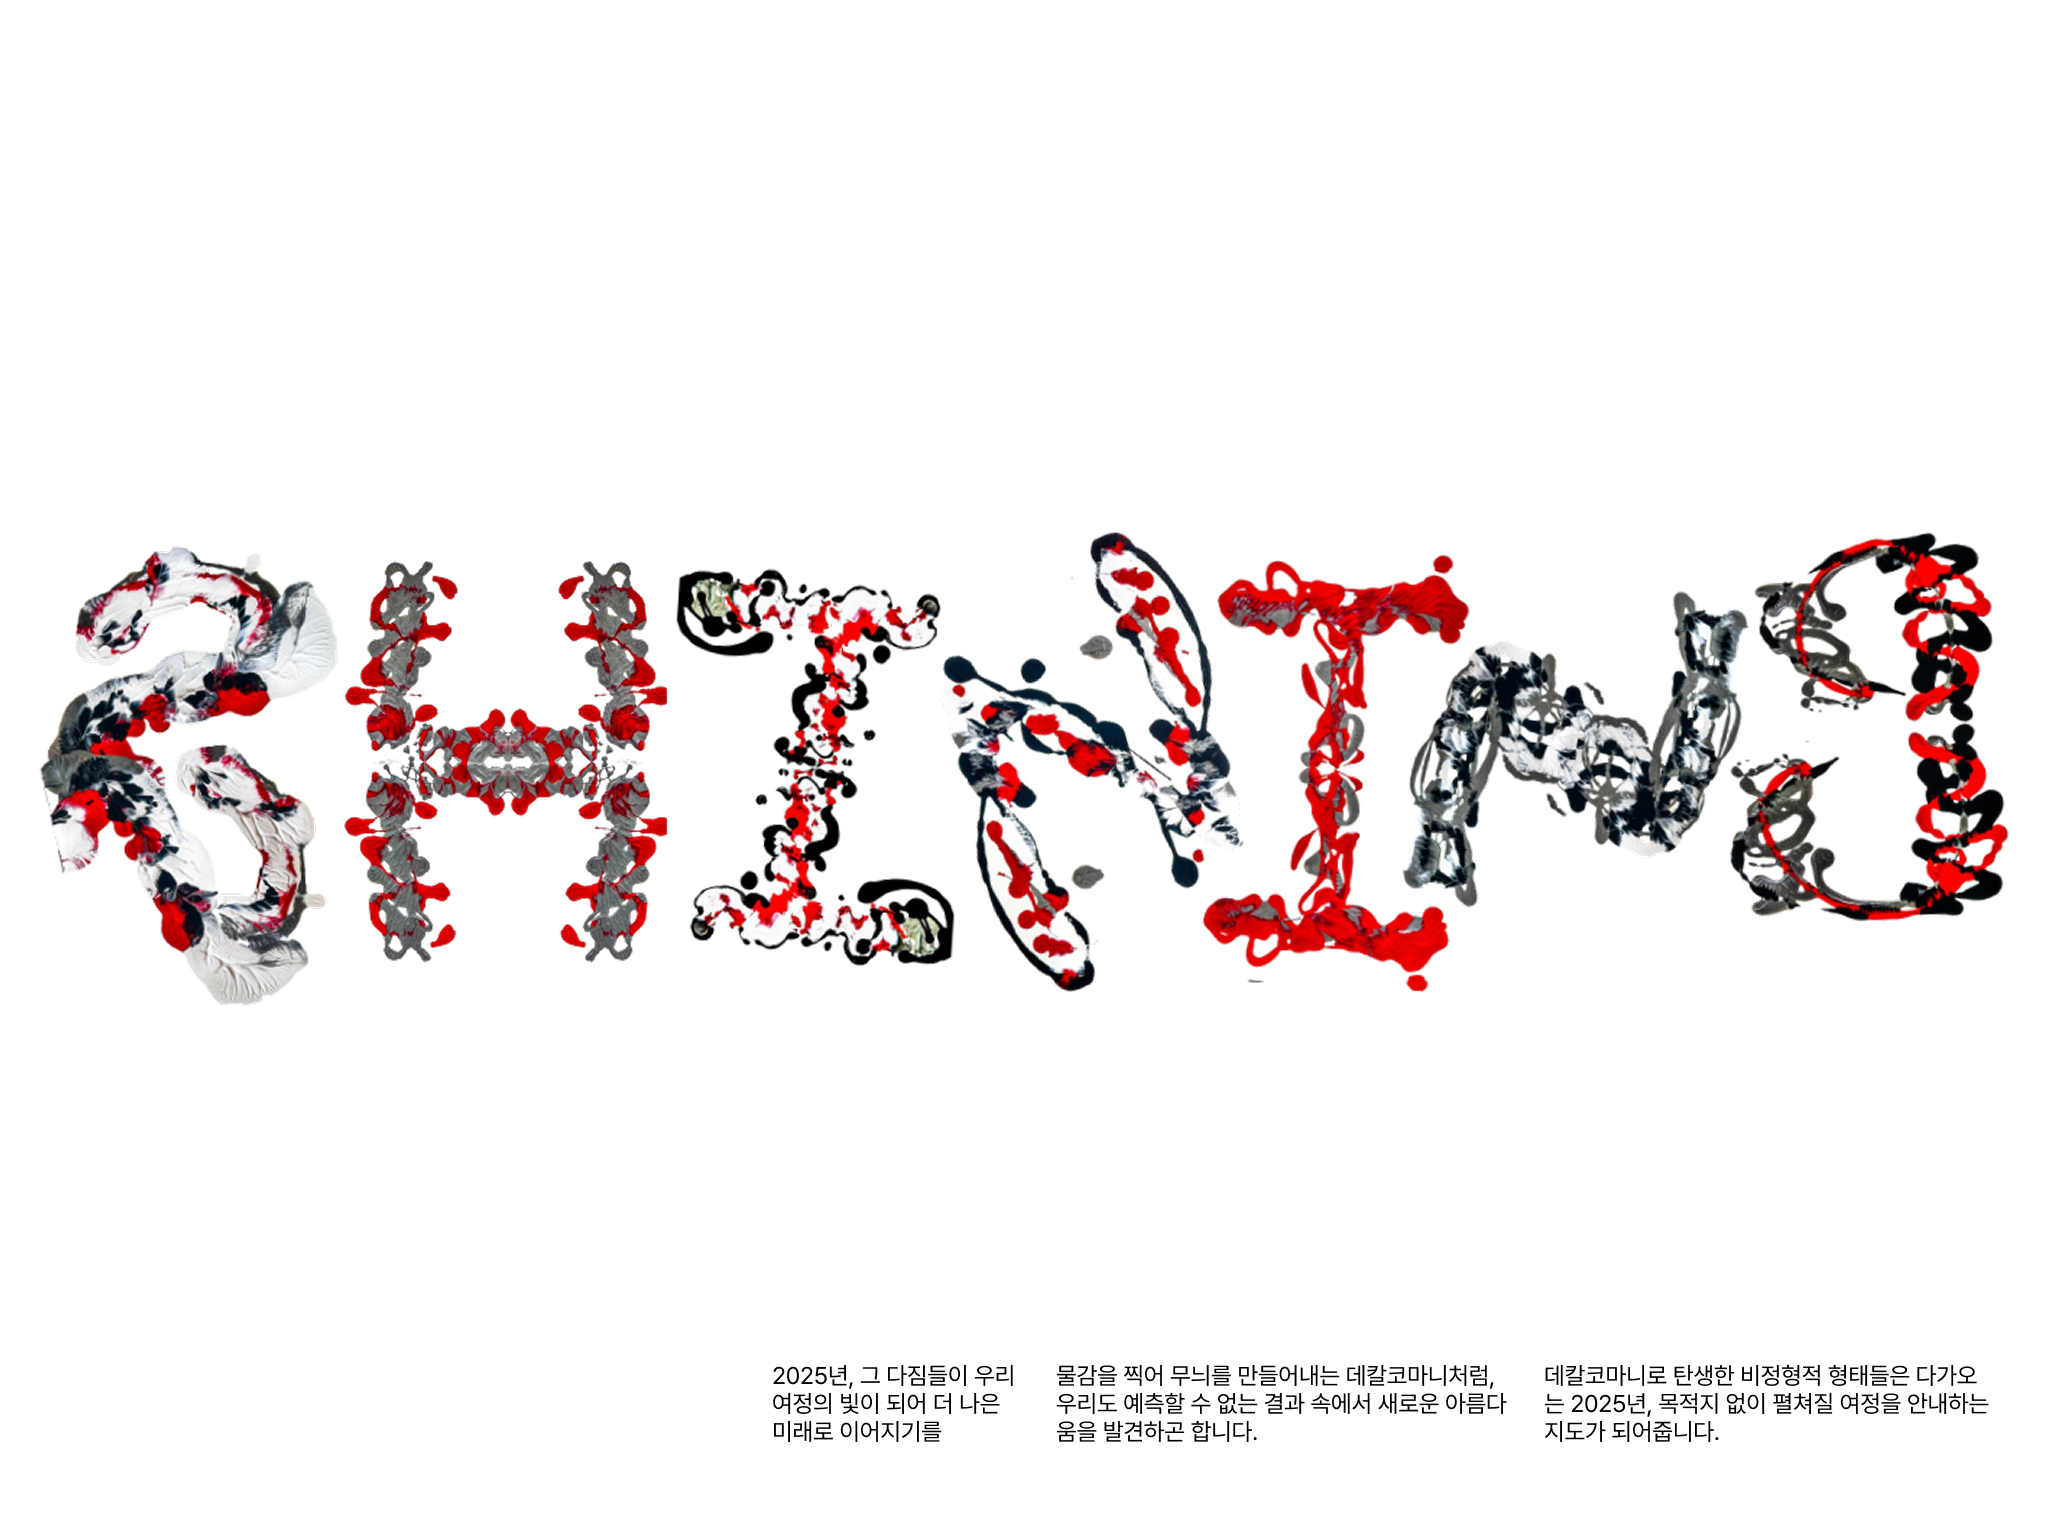 SHINING
2025년, 그 다짐들이 우리
여정의 빛이 되어 더 나은
미래로 이어지기를
물감을 찍어 무늬를 만들어내는 데칼코마니처럼,
우리도 예측할 수 없는 결과 속에서 새로운 아름다
움을 발견하곤 합니다.
데칼코마니로 탄생한 비정형적 형태들은 다가오
는 2025년, 목적지 없이 펼쳐질 여정을 안내하는
지도가 되어줍니다.